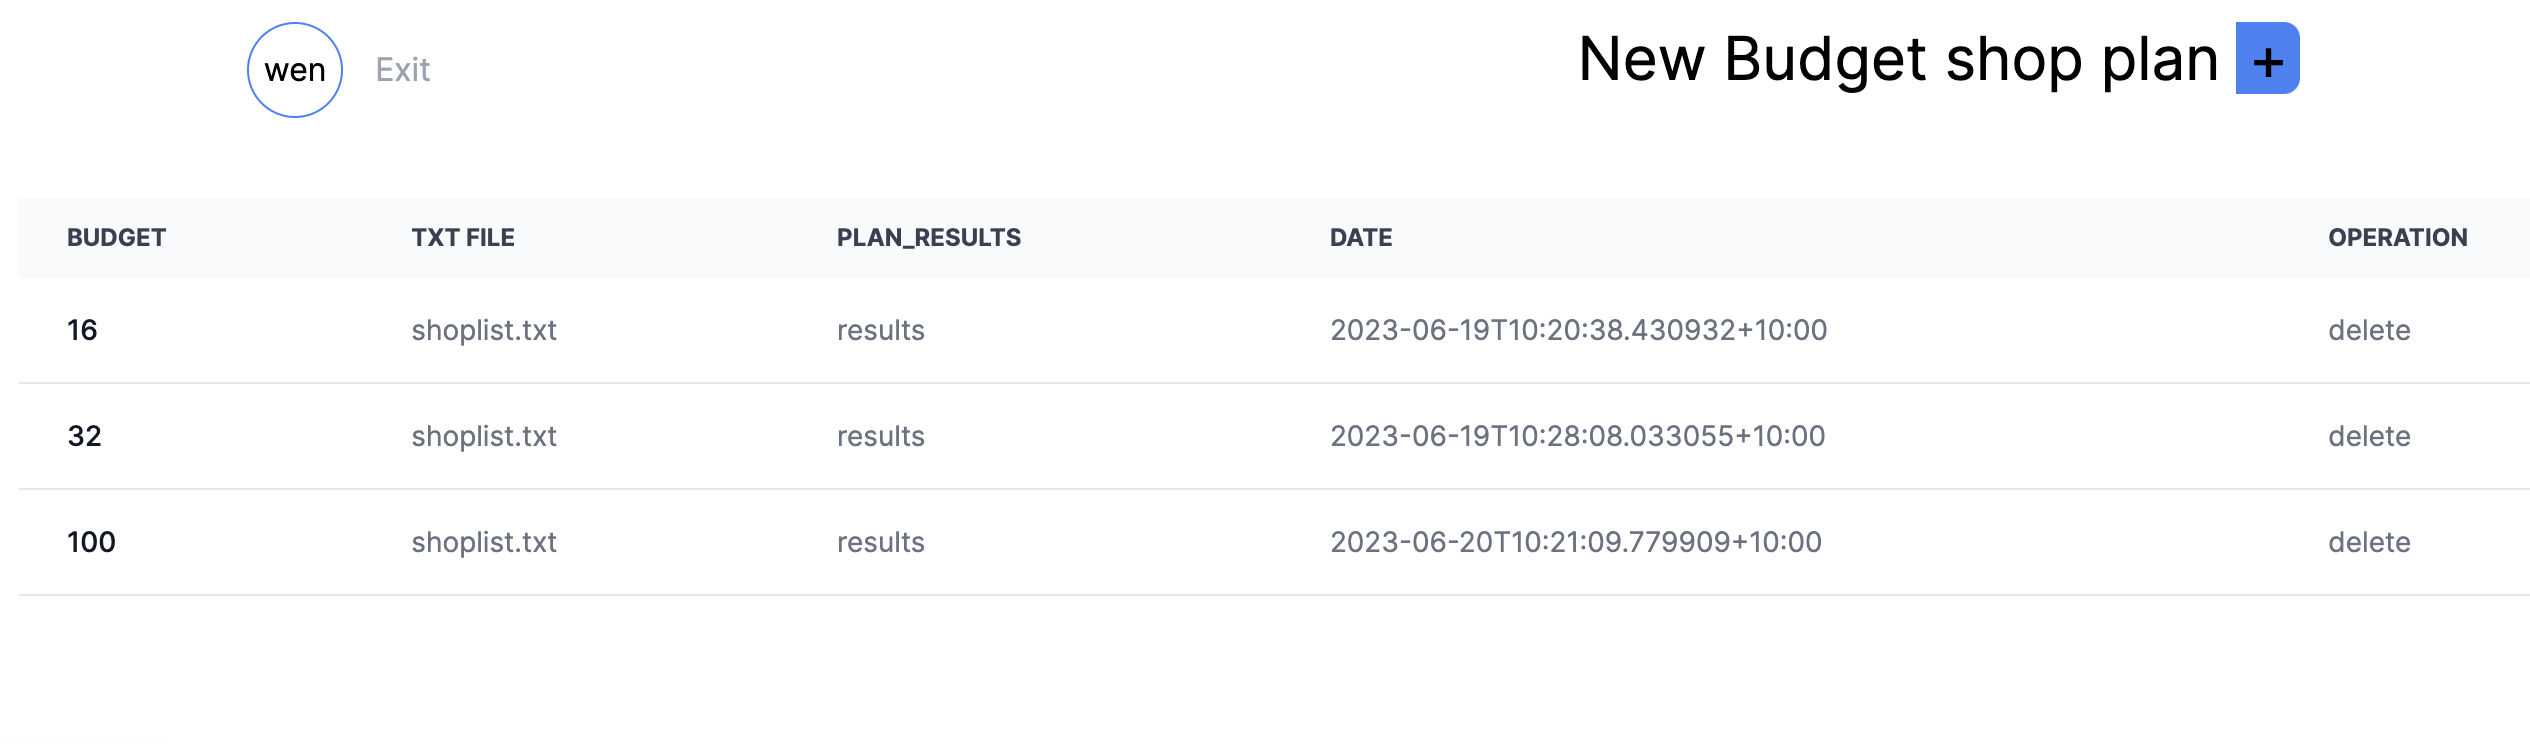 wen Exit New Budget shop plan +
BUDGET TXT FILE PLAN_RESULTS DATE OPERATION
16 shoplist.txt results 2023-06-19T10:20:38.430932+10:00 delete
32 shoplist.txt results 2023-06-19T10:28:08.033055+10:00 delete
100 shoplist.txt results 2023-06-20T10:21:09.779909+10:00 delete